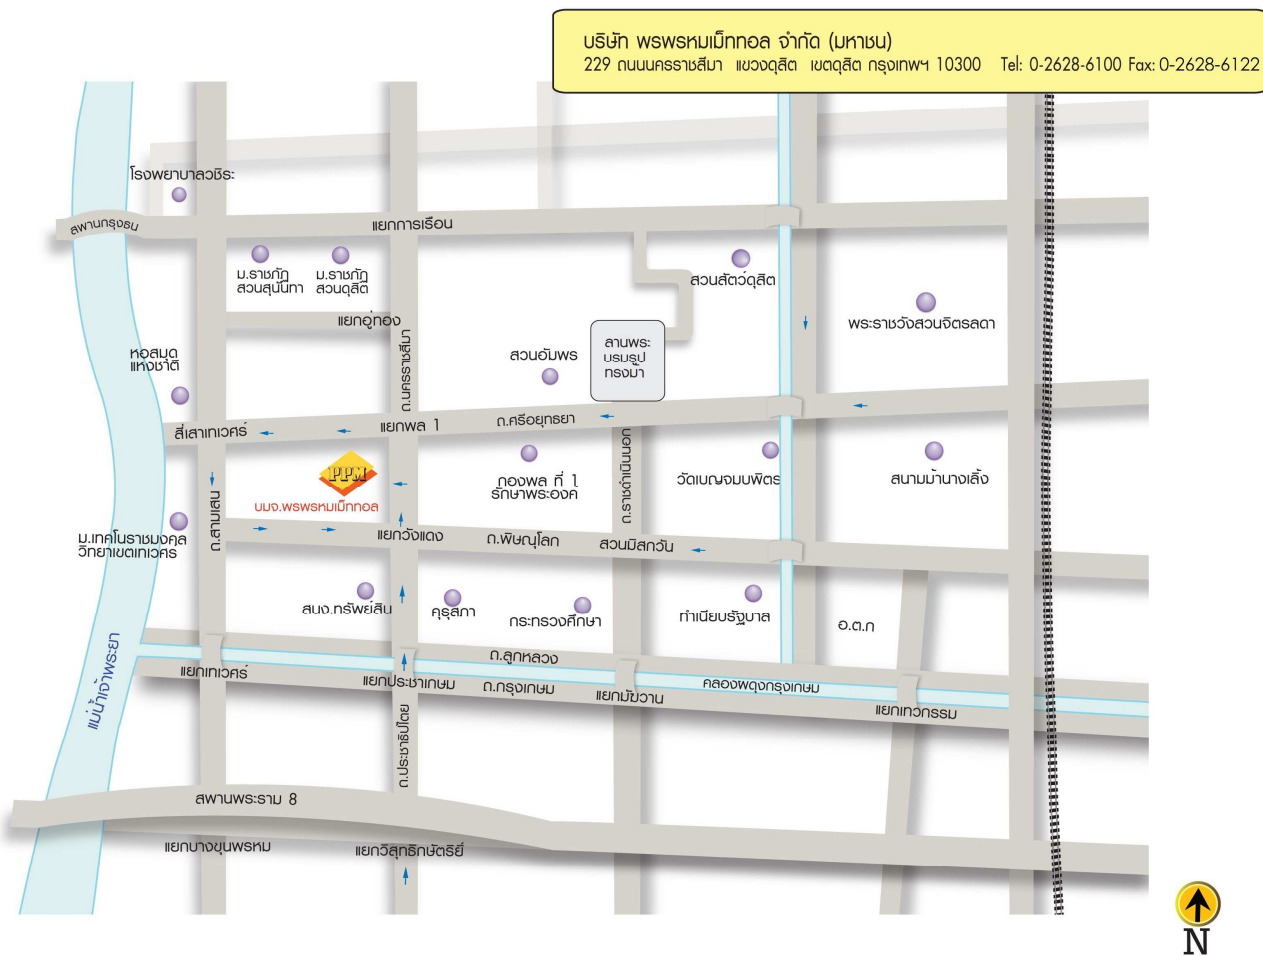 บริษัท พรพรหมเม็ททอล จำกัด (มหาชน)
229 ถนนนครราชสีมา แขวงดุสิต เขตดุสิต กรุงเทพฯ 10300 Tel: 0-2628-6100 Fax: 0-2628-6122
โรงพยาบาลวชิระ
สพานกรุงธน
แยกการเรือน
ม.ราชภัฏ
สวนสุนันทา
ม.ราชภัฏ
สวนดุสิต
สวนสัตว์ดุสิต
แยกอู่ทอง
พระราชวังสวนจิตรลดา
ถ.นครราชสีมา
ลานพระ
บรมรูป
ทรงม้า
หอสมุด
แห่งชาติ
สวนอัมพร
สี่เสาเทเวศร์
แยกพล 1
ถ.ศรีอยุทธยา
PPM
บมจ.พรพรหมเม็ททอล
กองพล ที่ 1
รักษาพระองค์
ถ.ราชดำเนินนอก
วัดเบญจมบพิตร
สนามม้านางเลิ้ง
ถ.สามเสน
ม.เทคโนราชมงคล
วิทยาเขตเทเวศร์
แยกวังแดง
ถ.พิษณุโลก
สวนมิสกวัน
สนง.ทรัพย์สิน
คุรุสภา
กระทรวงศึกษา
ทำเนียบรัฐบาล
อ.ต.ก
แม่น้ำเจ้าพระยา
แยกเทเวศร์
ถ.ลูกหลวง
แยกประชาเกษม
ถ.กรุงเกษม
แยกมัฆวาน
คลองผดุงกรุงเกษม
แยกเทวกรรม
ถ.ประชาธิปไตย
สพานพระราม 8
แยกบางขุนพรหม
แยกวิสุทธิกษัตริย์
N